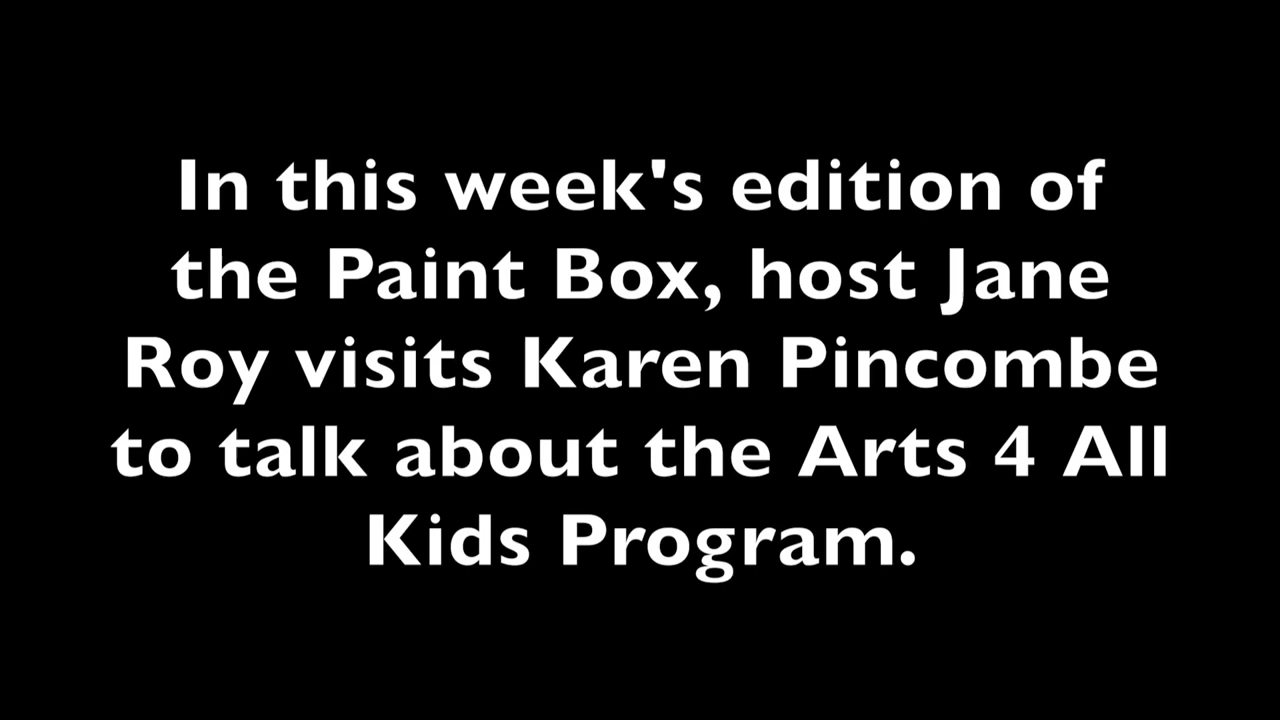 In this week's edition of
the Paint Box, host Jane
Roy visits Karen Pincombe
to talk about the Arts 4 All
Kids Program.